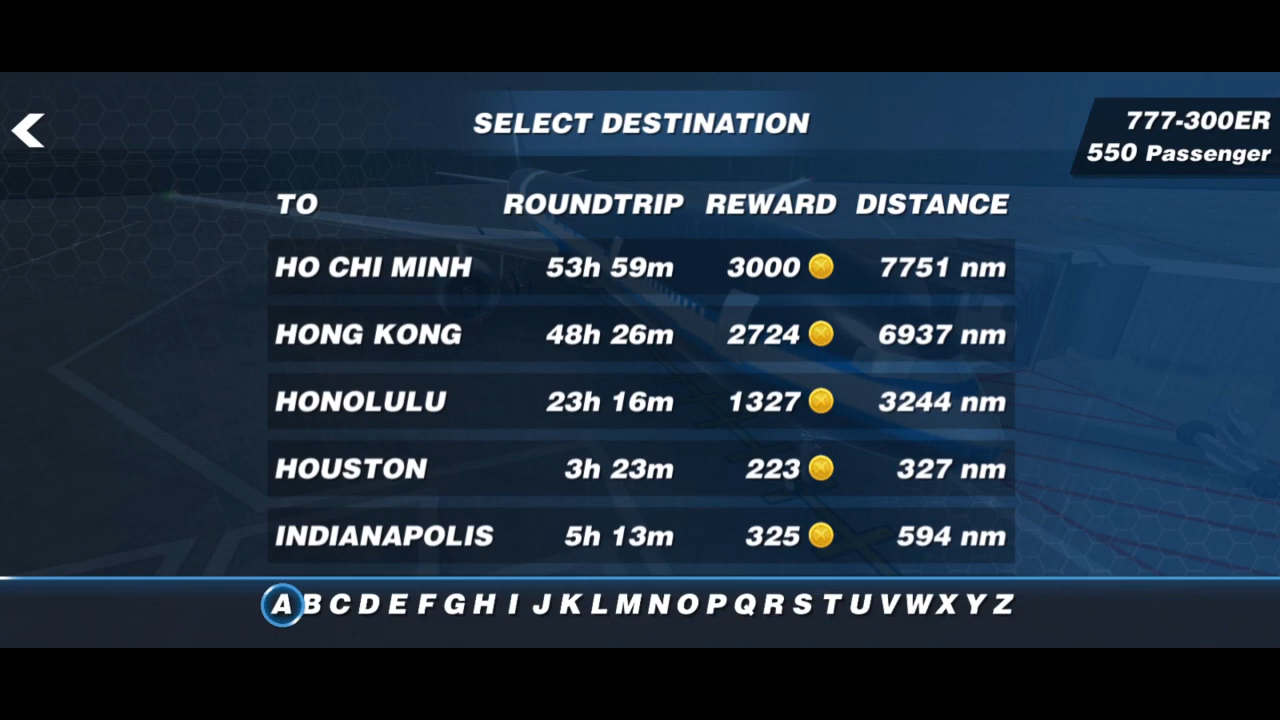 SELECT DESTINATION
777-300ER
550 Passenger
TO ROUNDTRIP REWARD DISTANCE
HO CHI MINH 53h 59m 3000 7751 nm
HONG KONG 48h 26m 2724 6937 nm
HONOLULU 23h 16m 1327 3244 nm
HOUSTON 3h 23m 223 327 nm
INDIANAPOLIS 5h 13m 325 594 nm
A B C D E F G H I J K L M N O P Q R S T U V W X Y Z